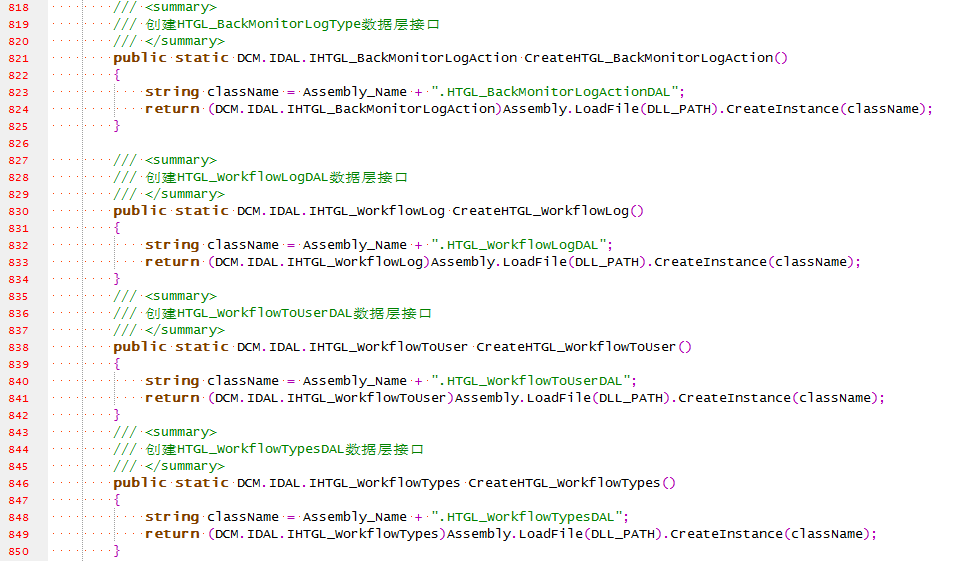 818 /// <summary>
819 /// 创建HTGL_BackMonitorLogType数据层接口
820 /// </summary>
821 public static DCM.IDAL.IHTGL_BackMonitorLogAction CreateHTGL_BackMonitorLogAction()
822 {
823 string className = Assembly_Name + ".HTGL_BackMonitorLogActionDAL";
824 return (DCM.IDAL.IHTGL_BackMonitorLogAction)Assembly.LoadFile(DLL_PATH).CreateInstance(className);
825 }
826
827 /// <summary>
828 /// 创建HTGL_WorkflowLogDAL数据层接口
829 /// </summary>
830 public static DCM.IDAL.IHTGL_WorkflowLog CreateHTGL_WorkflowLog()
831 {
832 string className = Assembly_Name + ".HTGL_WorkflowLogDAL";
833 return (DCM.IDAL.IHTGL_WorkflowLog)Assembly.LoadFile(DLL_PATH).CreateInstance(className);
834 }
835 /// <summary>
836 /// 创建HTGL_WorkflowToUserDAL数据层接口
837 /// </summary>
838 public static DCM.IDAL.IHTGL_WorkflowToUser CreateHTGL_WorkflowToUser()
839 {
840 string className = Assembly_Name + ".HTGL_WorkflowToUserDAL";
841 return (DCM.IDAL.IHTGL_WorkflowToUser)Assembly.LoadFile(DLL_PATH).CreateInstance(className);
842 }
843 /// <summary>
844 /// 创建HTGL_WorkflowTypesDAL数据层接口
845 /// </summary>
846 public static DCM.IDAL.IHTGL_WorkflowTypes CreateHTGL_WorkflowTypes()
847 {
848 string className = Assembly_Name + ".HTGL_WorkflowTypesDAL";
849 return (DCM.IDAL.IHTGL_WorkflowTypes)Assembly.LoadFile(DLL_PATH).CreateInstance(className);
850 }